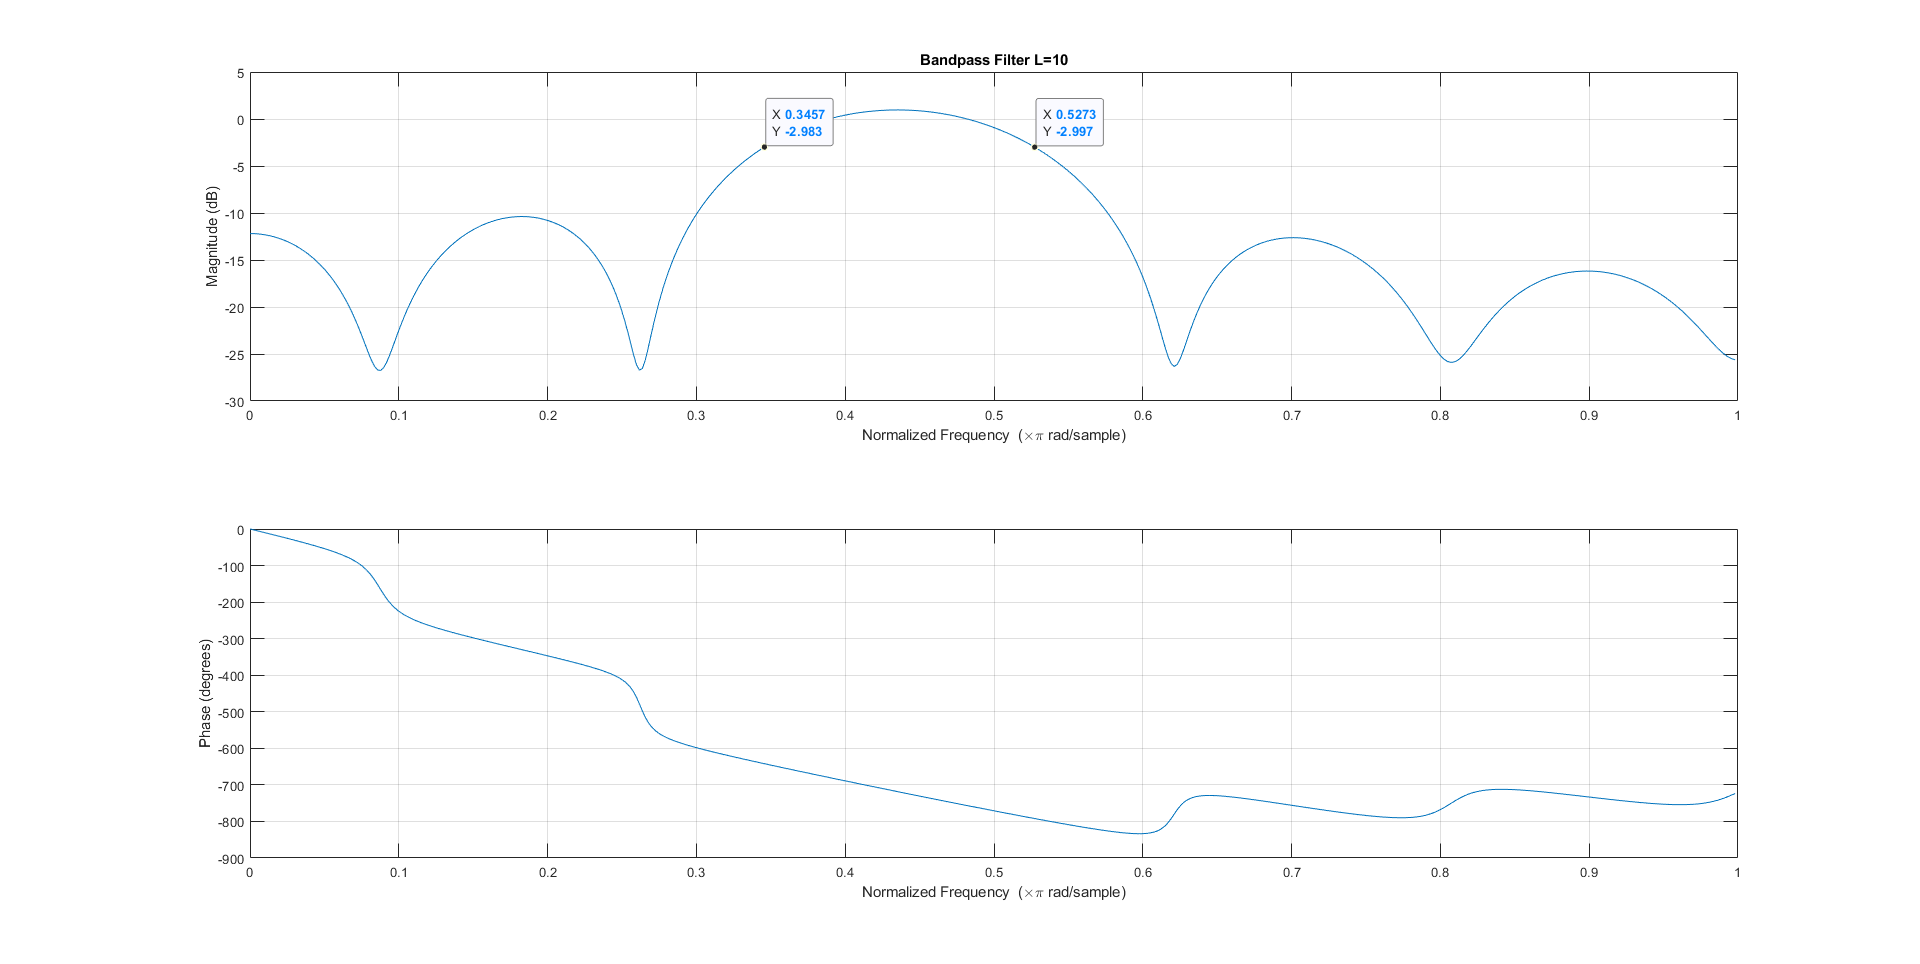 Bandpass Filter L=10
5
0
-5
-10
-15
-20
-25
-30
Magnitude (dB)
X 0.3457
Y -2.983
X 0.5273
Y -2.997
0 0.1 0.2 0.3 0.4 0.5 0.6 0.7 0.8 0.9 1
Normalized Frequency (×π rad/sample)
0
-100
-200
-300
-400
-500
-600
-700
-800
-900
Phase (degrees)
0 0.1 0.2 0.3 0.4 0.5 0.6 0.7 0.8 0.9 1
Normalized Frequency (×π rad/sample)